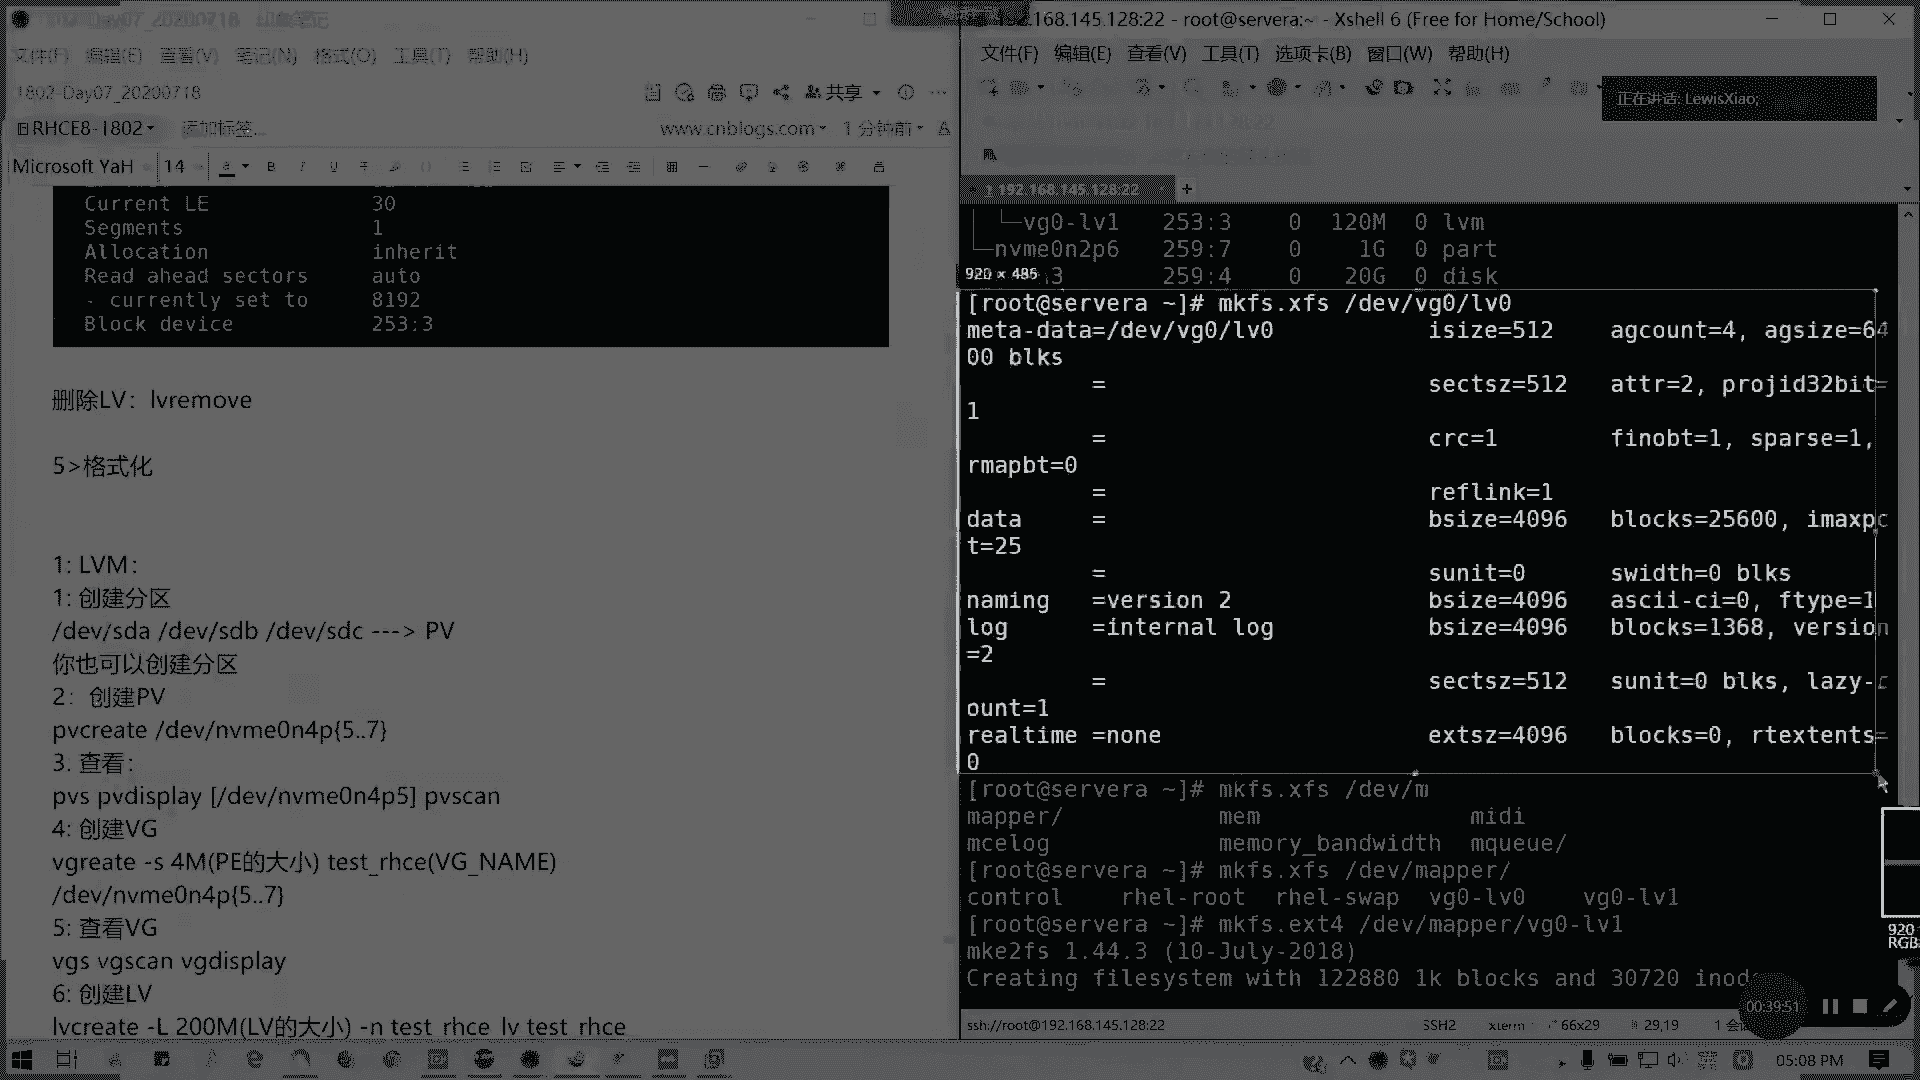 1802-Day07_20200718
文件(F) 编辑(E) 查看(V) 笔记(N) 格式(O) 工具(T) 帮助(H)
1802-Day07_20200718
共享
RHCE8-1802
添加标签...
www.cnblogs.com
1 分钟前
Microsoft YaH
14
Current LE 30
Segments 1
Allocation inherit
Read ahead sectors auto
- currently set to 8192
Block device 253:3
删除LV：lvremove
5>格式化
1: LVM：
1: 创建分区
/dev/sda /dev/sdb /dev/sdc ---> PV
你也可以创建分区
2：创建PV
pvcreate /dev/nvme0n4p{5..7}
3. 查看：
pvs pvdisplay [/dev/nvme0n4p5] pvscan
4: 创建VG
vgreate -s 4M(PE的大小) test_rhce(VG_NAME)
/dev/nvme0n4p{5..7}
5: 查看VG
vgs vgscan vgdisplay
6: 创建LV
lvcreate -L 200M(LV的大小) -n test_rhce_lv test_rhce
192.168.145.128:22 - root@servera:~ - Xshell 6 (Free for Home/School)
文件(F) 编辑(E) 查看(V) 工具(T) 选项卡(B) 窗口(W) 帮助(H)
正在讲话: LewisXiao;
1 192.168.145.128:22
└─vg0-lv1 253:3 0 120M 0 lvm
└─nvme0n2p6 259:7 0 1G 0 part
259:4 0 20G 0 disk
920 × 486
[root@servera ~]# mkfs.xfs /dev/vg0/lv0
meta-data=/dev/vg0/lv0 isize=512 agcount=4, agsize=64
00 blks
= sectsz=512 attr=2, projid32bit=
1
= crc=1 finobt=1, sparse=1,
rmapbt=0
= reflink=1
data = bsize=4096 blocks=25600, imaxpc
t=25
= sunit=0 swidth=0 blks
naming =version 2 bsize=4096 ascii-ci=0, ftype=1
log =internal log bsize=4096 blocks=1368, version
=2
= sectsz=512 sunit=0 blks, lazy-c
ount=1
realtime =none extsz=4096 blocks=0, rtextents=
0
[root@servera ~]# mkfs.xfs /dev/m
mapper/ mem midi
mcelog memory_bandwidth mqueue/
[root@servera ~]# mkfs.xfs /dev/mapper/
control rhel-root rhel-swap vg0-lv0 vg0-lv1
[root@servera ~]# mkfs.ext4 /dev/mapper/vg0-lv1
mke2fs 1.44.3 (10-July-2018)
Creating filesystem with 122880 1k blocks and 30720 inod
920
RGB
00:39:51
ssh://root@192.168.145.128:22
SSH2 xterm 66x29 29,19
05:08 PM